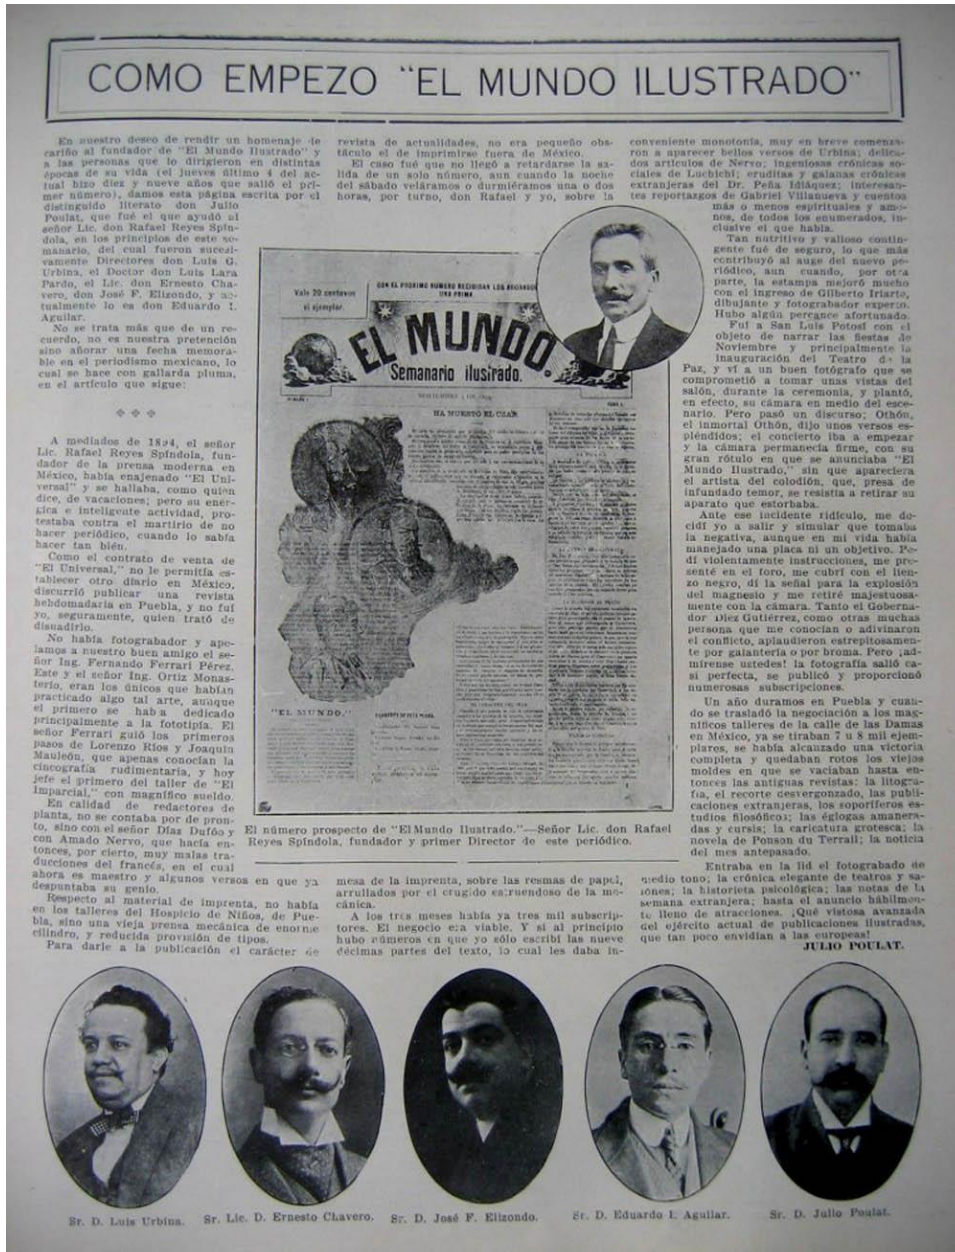 COMO EMPEZO "EL MUNDO ILUSTRADO"
En nuestro deseo de rendir un homenaje de
cariño al fundador de "El Mundo Ilustrado" y
a las personas que lo dirigieron en distintas
épocas de su vida (el jueves último 4 del ac-
tual hizo diez y nueve años que salió el pri-
mer número), damos esta página escrita por el
distinguido literato don Julio
Poulat, que fué el que ayudó al
señor Lic. don Rafael Reyes Spín-
dola, en los principios de este se-
manario, del cual fueron sucesi-
vamente Directores don Luis G.
Urbina, el Doctor don Luis Lara
Pardo, el Lic. don Ernesto Cha-
vero, don José F. Elizondo, y ac-
tualmente lo es don Eduardo I.
Aguilar.
No se trata más que de un re-
cuerdo, no es nuestra pretención
sino añorar una fecha memora-
ble en el periodismo mexicano, lo
cual se hace con gallarda pluma,
en el artículo que sigue:
A mediados de 1894, el señor
Lic. Rafael Reyes Spíndola, fun-
dador de la prensa moderna en
México, había enajenado "El Uni-
versal" y se hallaba, como quien
dice, de vacaciones; pero su ener-
gica e inteligente actividad, pro-
testaba contra el martirio de no
hacer periódico, cuando lo sabía
hacer tan bién.
Como el contrato de venta de
"El Universal," no le permitía es-
tablecer otro diario en México,
discurrió publicar una revista
hebdomadaria en Puebla, y no fuí
yo, seguramente, quien trató de
disuadirlo.
No había fotograbador y ape-
lamos a nuestro buen amigo el se-
ñor Ing. Fernando Ferrari Pérez.
Este y el señor Ing. Ortiz Monas-
terio, eran los únicos que habían
practicado algo tal arte, aunque
el primero se había dedicado
principalmente a la fototipia. El
señor Ferrari guió los primeros
pasos de Lorenzo Ríos y Joaquín
Mauleón, que apenas conocían la
cincografía rudimentaria, y hoy
jefe el primero del taller de "El
Imparcial," con magnífico sueldo.
En calidad de redactores de
planta, no se contaba por de pron-
to, sino con el señor Díaz Dufóo y
con Amado Nervo, que hacía en-
tonces, por cierto, muy malas tra-
ducciones del francés, en el cual
ahora es maestro y algunos versos en que ya
despuntaba su genio.
Respecto al material de imprenta, no había
en los talleres del Hospicio de Niños, de Pue-
bla, sino una vieja prensa mecánica de enorme
cilindro, y reducida provisión de tipos.
Para darle a la publicación el carácter de
revista de actualidades, no era pequeño obs-
táculo el de imprimirse fuera de México.
El caso fué que no llegó a retardarse la sa-
lida de un solo número, aun cuando la noche
del sábado veláramos o durmiéramos una o dos
horas, por turno, don Rafael y yo, sobre la
Vale 20 centavos
el ejemplar.
CON EL PROXIMO NUMERO RECIBIRAN LOS ABONADOS
UNA PRIMA
EL MUNDO.
Semanario ilustrado.
HA MUERTO EL CZAR
"EL MUNDO."
El número prospecto de "El Mundo Ilustrado."—Señor Lic. don Rafael
Reyes Spíndola, fundador y primer Director de este periódico.
mesa de la imprenta, sobre las resmas de papel,
arrullados por el crugido estruendoso de la me-
cánica.
A los tres meses había ya tres mil subscrip-
tores. El negocio era viable. Y si al principio
hubo números en que yo sólo escribí las nueve
décimas partes del texto, lo cual les daba in-
conveniente monotonía, muy en breve comenza-
ron a aparecer bellos versos de Urbina; delica-
dos artículos de Nervo; ingeniosas crónicas so-
ciales de Luchichí; eruditas y galanas crónicas
extranjeras del Dr. Peña Idiáquez; interesan-
tes reportazgos de Gabriel Villanueva y cuentos
más o menos espirituales y ame-
nos, de todos los enumerados, in-
clusive el que habla.
Tan nutritivo y valioso contin-
gente fué de seguro, lo que más
contribuyó al auge del nuevo pe-
riódico, aun cuando, por otra
parte, la estampa mejoró mucho
con el ingreso de Gilberto Iriarte,
dibujante y fotograbador experto.
Hubo algún percance afortunado.
Fuí a San Luis Potosí con el
objeto de narrar las fiestas de
Noviembre y principalmente la
inauguración del Teatro de la
Paz, y ví a un buen fotógrafo que se
comprometió a tomar unas vistas del
salón, durante la ceremonia, y plantó,
en efecto, su cámara en medio del esce-
nario. Pero pasó un discurso; Othón,
el inmortal Othón, dijo unos versos es-
pléndidos; el concierto iba a empezar
y la cámara permanecía firme, con su
gran rótulo en que se anunciaba "El
Mundo Ilustrado," sin que apareciera
el artista del colodión, que, presa de
infundado temor, se resistía a retirar su
aparato que estorbaba.
Ante ese incidente ridículo, me de-
cidí yo a salir y simular que tomaba
la negativa, aunque en mi vida había
manejado una placa ni un objetivo. Pe-
dí violentamente instrucciones, me pre-
senté en el foro, me cubrí con el lien-
zo negro, dí la señal para la explosión
del magnesio y me retiré majestuosa-
mente con la cámara. Tanto el Goberna-
dor Diez Gutiérrez, como otras muchas
persona que me conocían o adivinaron
el conflicto, aplaudieron estrepitosamen-
te por galantería o por broma. Pero ¡ad-
mírense ustedes! la fotografía salió ca-
si perfecta, se publicó y proporcionó
numerosas subscripciones.
Un año duramos en Puebla y cuan-
do se trasladó la negociación a los mag-
níficos talleres de la calle de las Damas
en México, ya se tiraban 7 u 8 mil ejem-
plares, se había alcanzado una victoria
completa y quedaban rotos los viejos
moldes en que se vaciaban hasta en-
tonces las antiguas revistas: la litogra-
fía, el recorte desvergonzado, las publi-
caciones extranjeras, los soporíferos es-
tudios filosóficos; las églogas amanera-
das y cursis; la caricatura grotesca; la
novela de Ponson du Terrail; la noticia
del mes antepasado.
Entraba en la lid el fotograbado de
medio tono; la crónica elegante de teatros y sa-
lones; la historieta psicológica; las notas de la
semana extranjera; hasta el anuncio hábilmen-
te lleno de atracciones. ¡Qué vistosa avanzada
del ejército actual de publicaciones ilustradas,
que tan poco envidian a las europeas!
JULIO POULAT.
Sr. D. Luis Urbina.
Sr. Lic. D. Ernesto Chavero.
Sr. D. José F. Elizondo.
Sr. D. Eduardo I. Aguilar.
Sr. D. Julio Poulat.